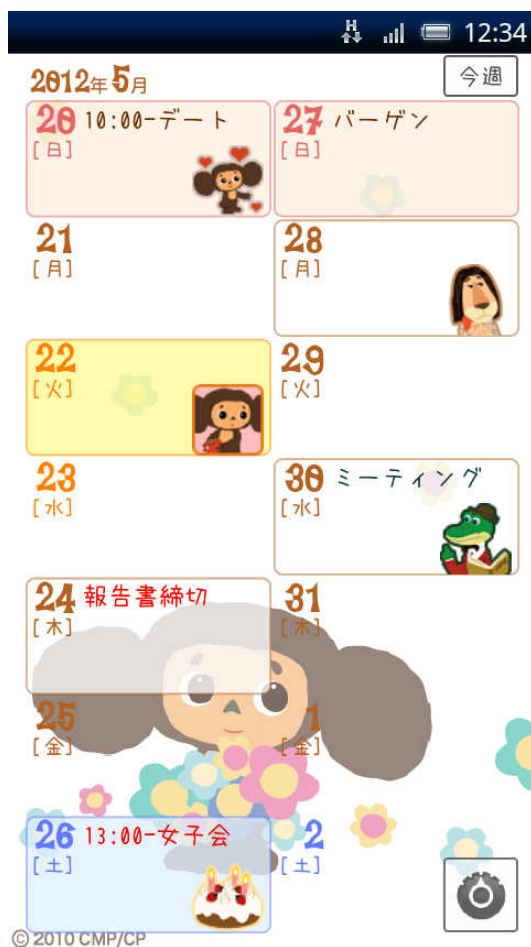 12:34
2012年5月
今週
20 10:00-デート
[日]
27 バーゲン
[日]
21
[月]
28
[月]
22
[火]
29
[火]
23
[水]
30 ミーティング
[水]
24 報告書締切
[木]
31
[木]
25
[金]
1
[金]
26 13:00-女子会
[土]
2
[土]
© 2010 CMP/CP